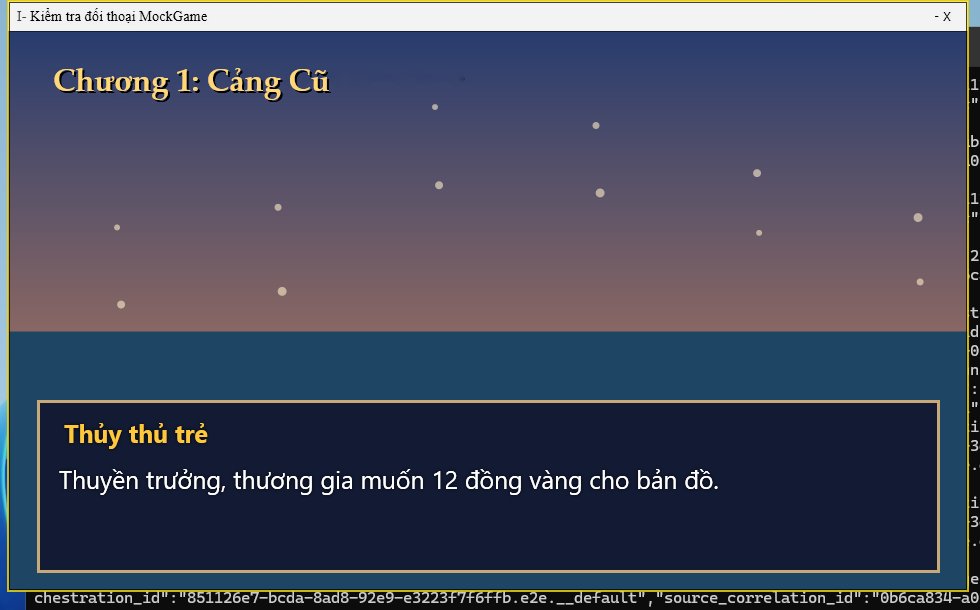 I- Kiểm tra đối thoại MockGame
- X
Chương 1: Cảng Cũ
Thủy thủ trẻ
Thuyền trưởng, thương gia muốn 12 đồng vàng cho bản đồ.
chestration_id":"851126e7-bcda-8ad8-92e9-e3223f7f6ffb.e2e.__default","source_correlation_id":"0b6ca834-a